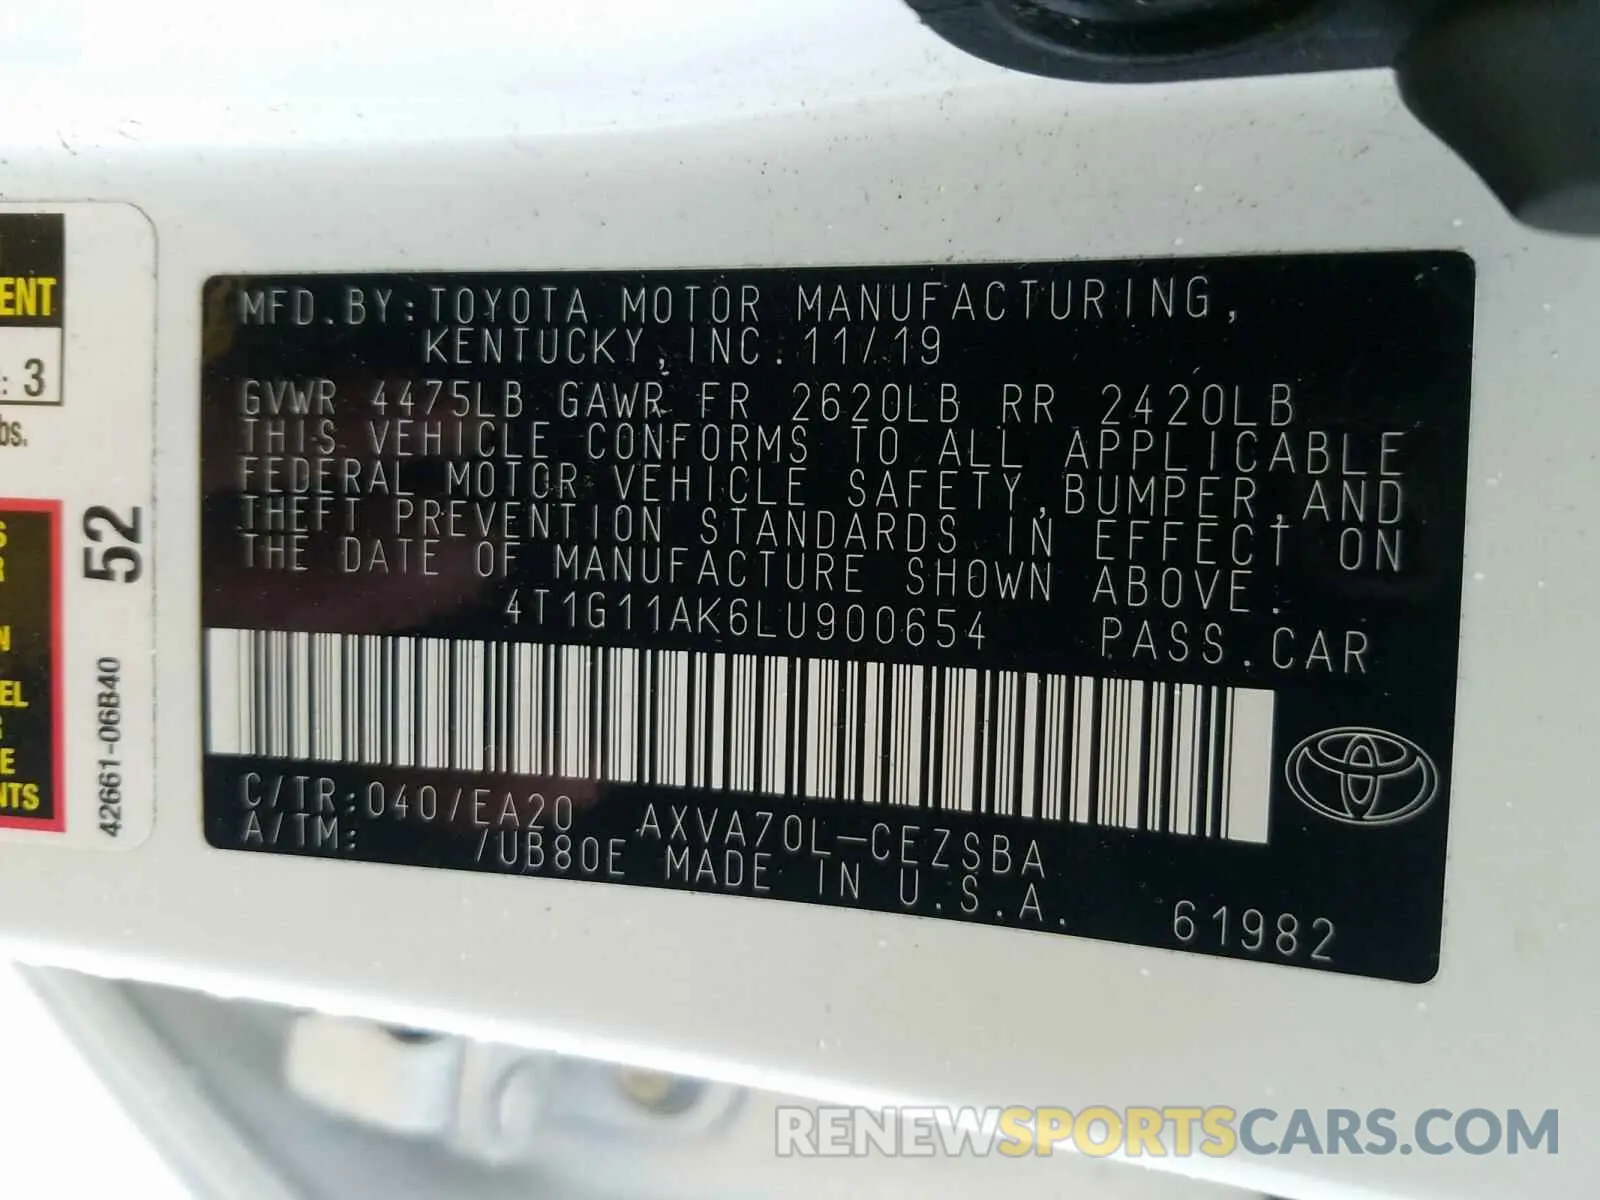 MFD.BY:TOYOTA MOTOR MANUFACTURING,
KENTUCKY,INC.11/19
GVWR 4475LB GAWR FR 2620LB RR 2420LB
THIS VEHICLE CONFORMS TO ALL APPLICABLE
FEDERAL MOTOR VEHICLE SAFETY,BUMPER,AND
THEFT PREVENTION STANDARDS IN EFFECT ON
THE DATE OF MANUFACTURE SHOWN ABOVE.
4T1G11AK6LU900654 PASS.CAR
C/TR:040/EA20 AXVA70L-CEZSBA
A/TM: /UB80E MADE IN U.S.A.
61982
ENT
: 3
bs.
52
42661-06B40
EL
E
NTS
RENEWSPORTSCARS.COM